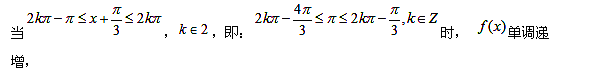 当 2kπ−π≤x+π/3≤2kπ，k∈2，即：2kπ−4π/3≤π≤2kπ−π/3,k∈Z 时， f(x)单调递
增，